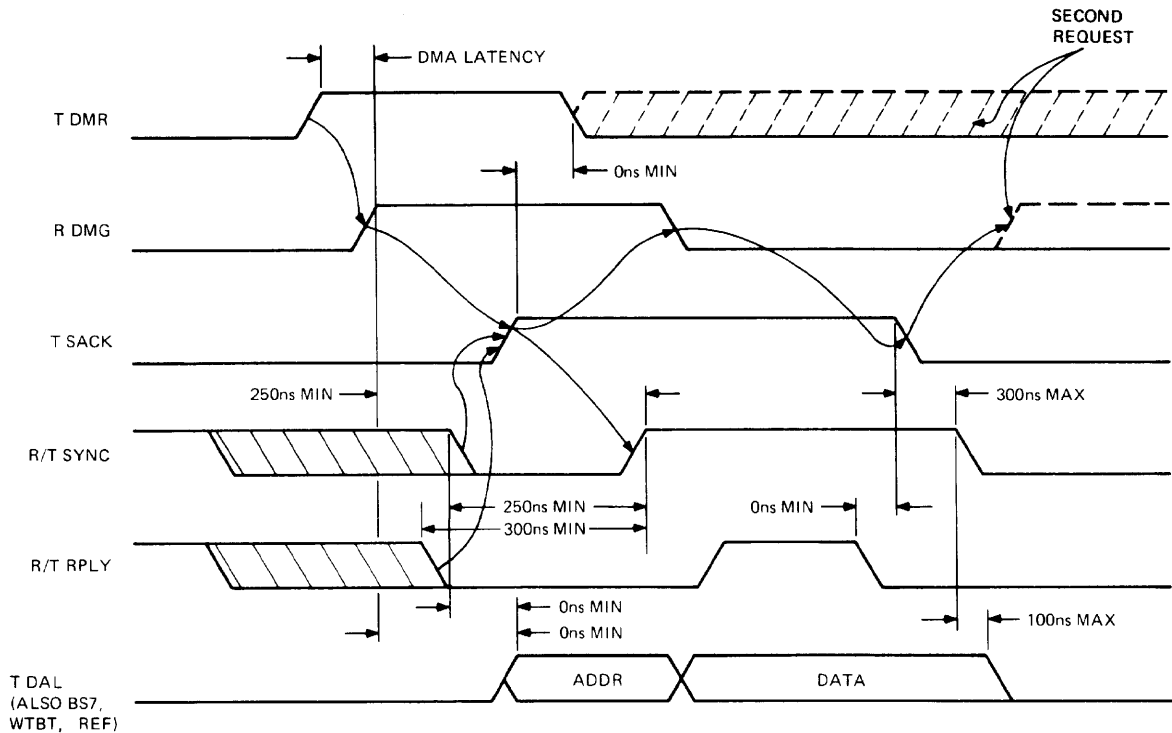 SECOND
REQUEST
DMA LATENCY
T DMR
0ns MIN
R DMG
T SACK
250ns MIN
300ns MAX
R/T SYNC
250ns MIN
0ns MIN
300ns MIN
R/T RPLY
0ns MIN
100ns MAX
0ns MIN
T DAL
(ALSO BS7,
WTBT, REF)
ADDR
DATA